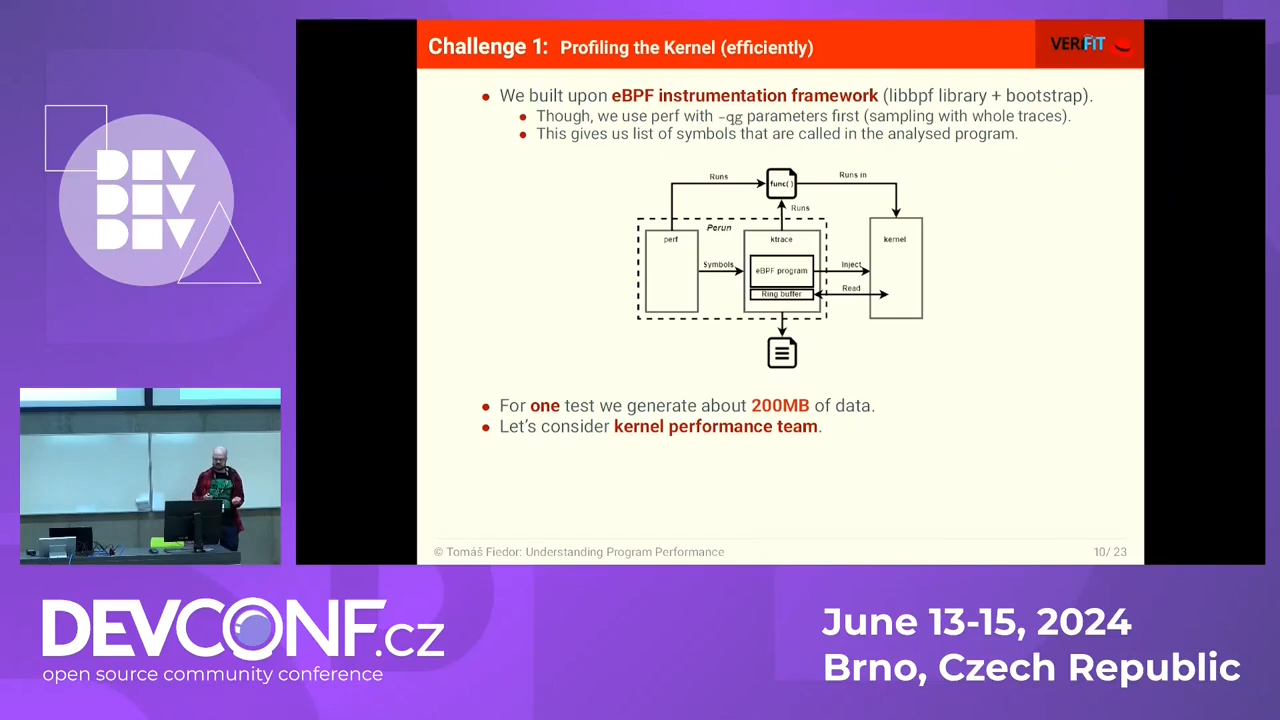 Challenge 1: Profiling the Kernel (efficiently)
VERIFIT
We built upon eBPF instrumentation framework (libbpf library + bootstrap).
Though, we use perf with -qg parameters first (sampling with whole traces).
This gives us list of symbols that are called in the analysed program.
Runs
func()
Runs in
Runs
Perun
perf
ktrace
kernel
Symbols
eBPF program
Inject
Ring buffer
Read
For one test we generate about 200MB of data.
Let's consider kernel performance team.
© Tomáš Fiedor: Understanding Program Performance
10/ 23
DEV
DEV
DEV
DEVCONF.cz
open source community conference
June 13-15, 2024
Brno, Czech Republic